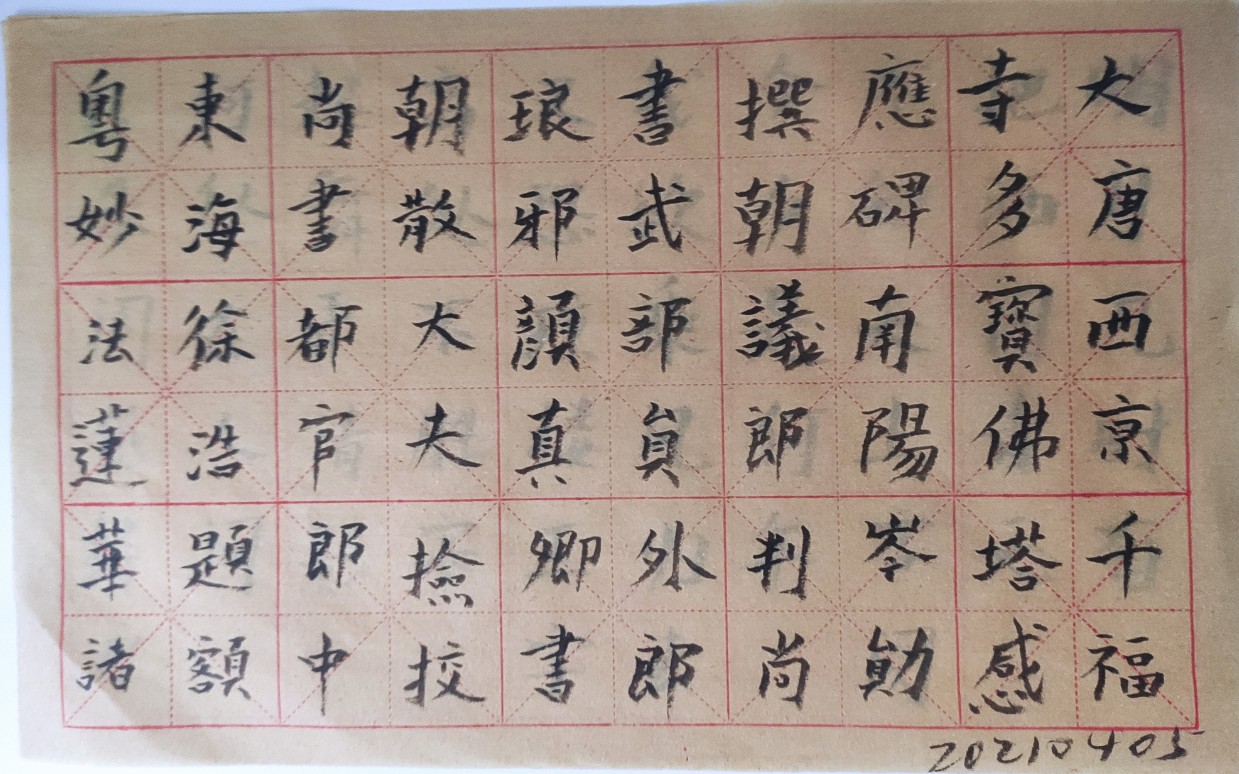 大唐西京千福
寺多寶佛塔感
應碑南陽岑勛
撰朝議郎判尚
書武部員外郎
琅邪顏真卿書
朝散大夫撿挍
尚書都官郎中
東海徐浩題額
粵妙法蓮華諸
20210405